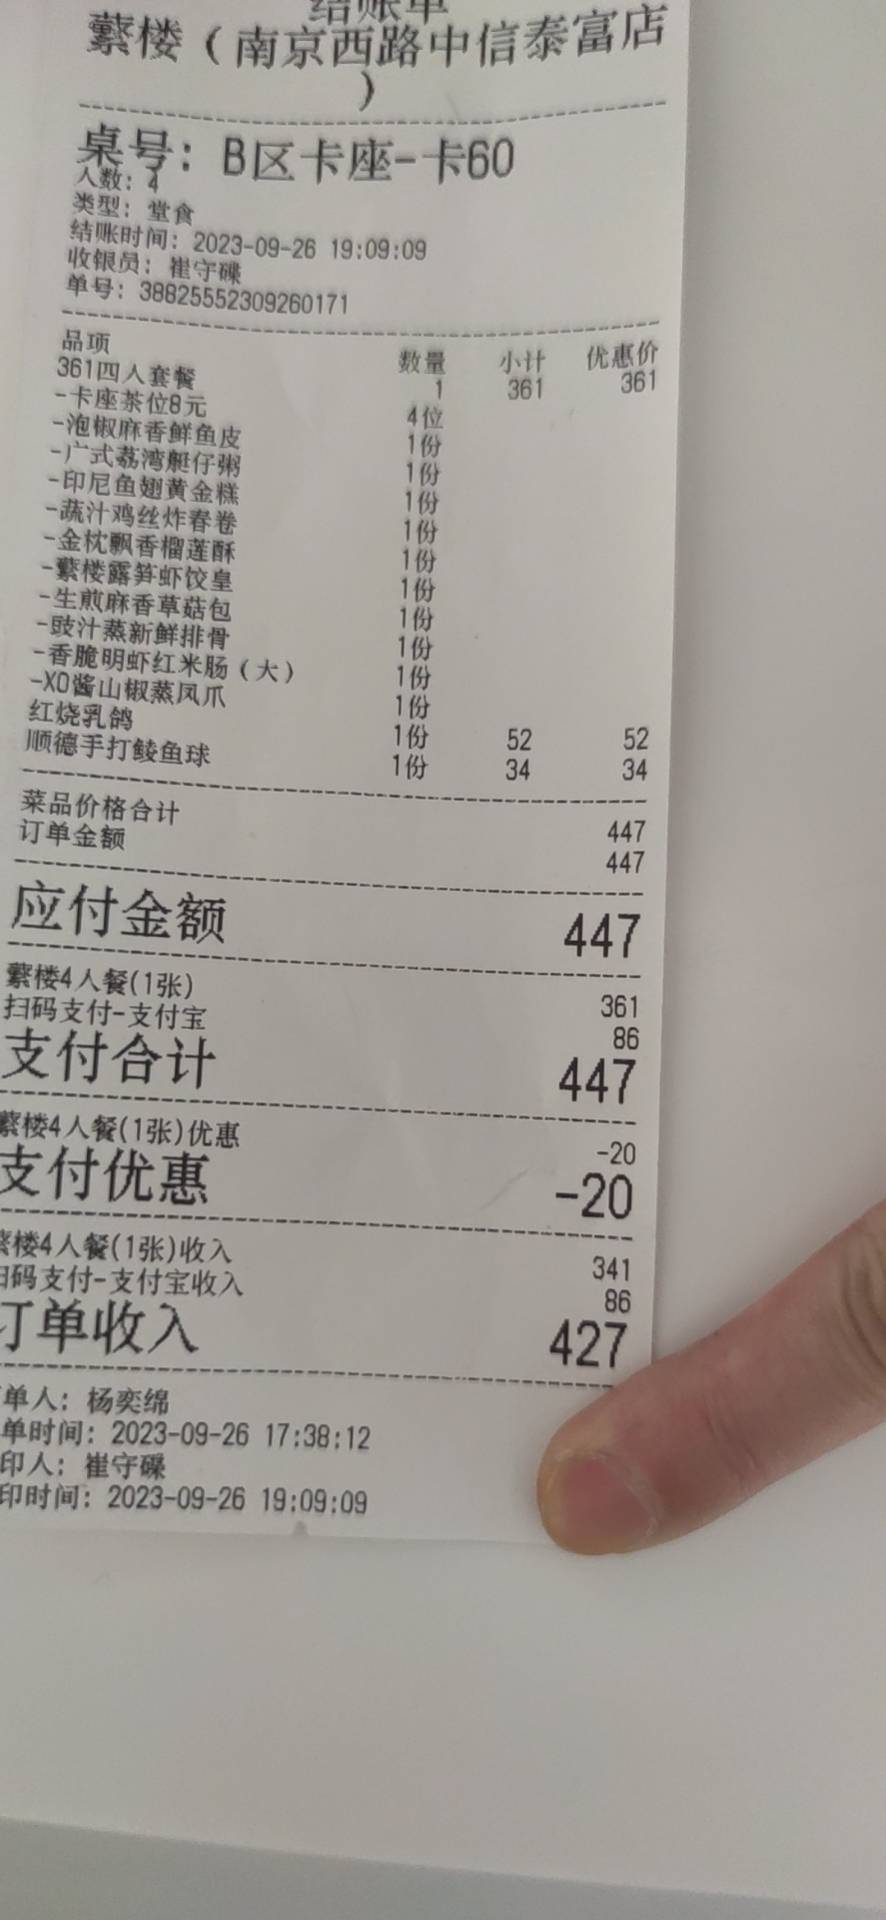 结账单
蘩楼（南京西路中信泰富店
）
桌号：B区卡座-卡60
人数：4
类型：堂食
结账时间：2023-09-26 19:09:09
收银员：崔守礏
单号：38825552309260171
品项 数量 小计 优惠价
361四人套餐 1 361 361
-卡座茶位8元 4位
-泡椒麻香鲜鱼皮 1份
-广式荔湾艇仔粥 1份
-印尼鱼翅黄金糕 1份
-蔬汁鸡丝炸春卷 1份
-金枕飘香榴莲酥 1份
-蘩楼露笋虾饺皇 1份
-生煎麻香草菇包 1份
-豉汁蒸新鲜排骨 1份
-香脆明虾红米肠（大） 1份
-XO酱山椒蒸凤爪 1份
红烧乳鸽 1份 52 52
顺德手打鲮鱼球 1份 34 34
菜品价格合计 447
订单金额 447
应付金额 447
蘩楼4人餐(1张) 361
扫码支付-支付宝 86
支付合计 447
蘩楼4人餐(1张)优惠 -20
支付优惠 -20
蘩楼4人餐(1张)收入 341
扫码支付-支付宝收入 86
订单收入 427
单人：杨奕绵
单时间：2023-09-26 17:38:12
印人：崔守礏
印时间：2023-09-26 19:09:09